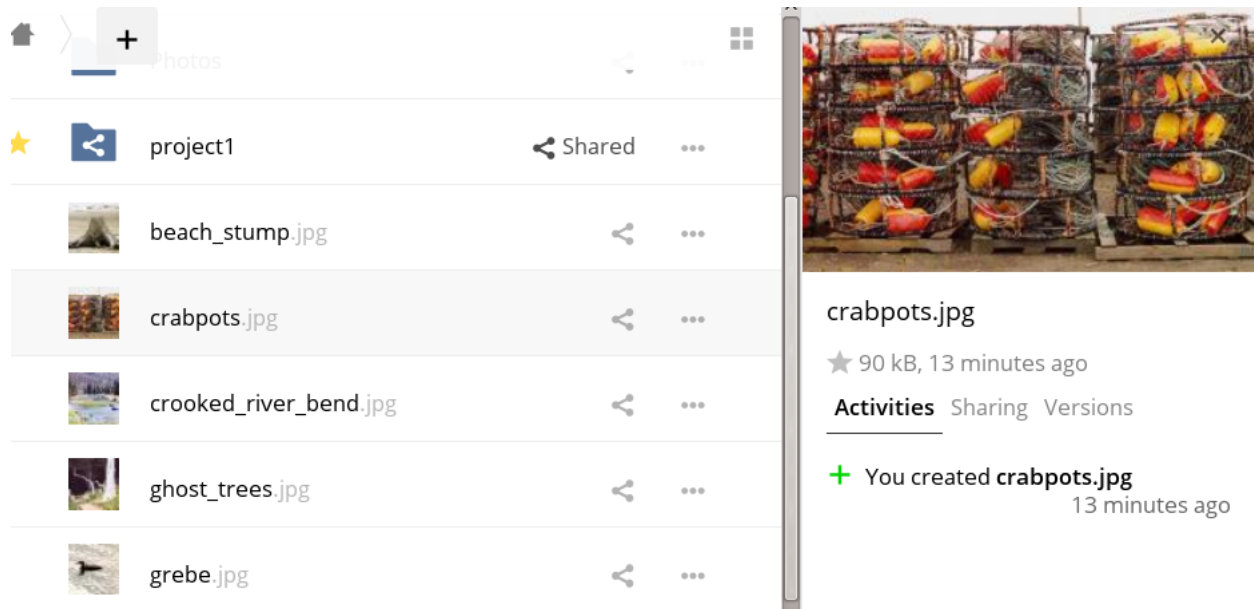 +
Photos
project1 Shared
beach_stump.jpg
crabpots.jpg
crooked_river_bend.jpg
ghost_trees.jpg
grebe.jpg
crabpots.jpg
90 kB, 13 minutes ago
Activities Sharing Versions
You created crabpots.jpg
13 minutes ago